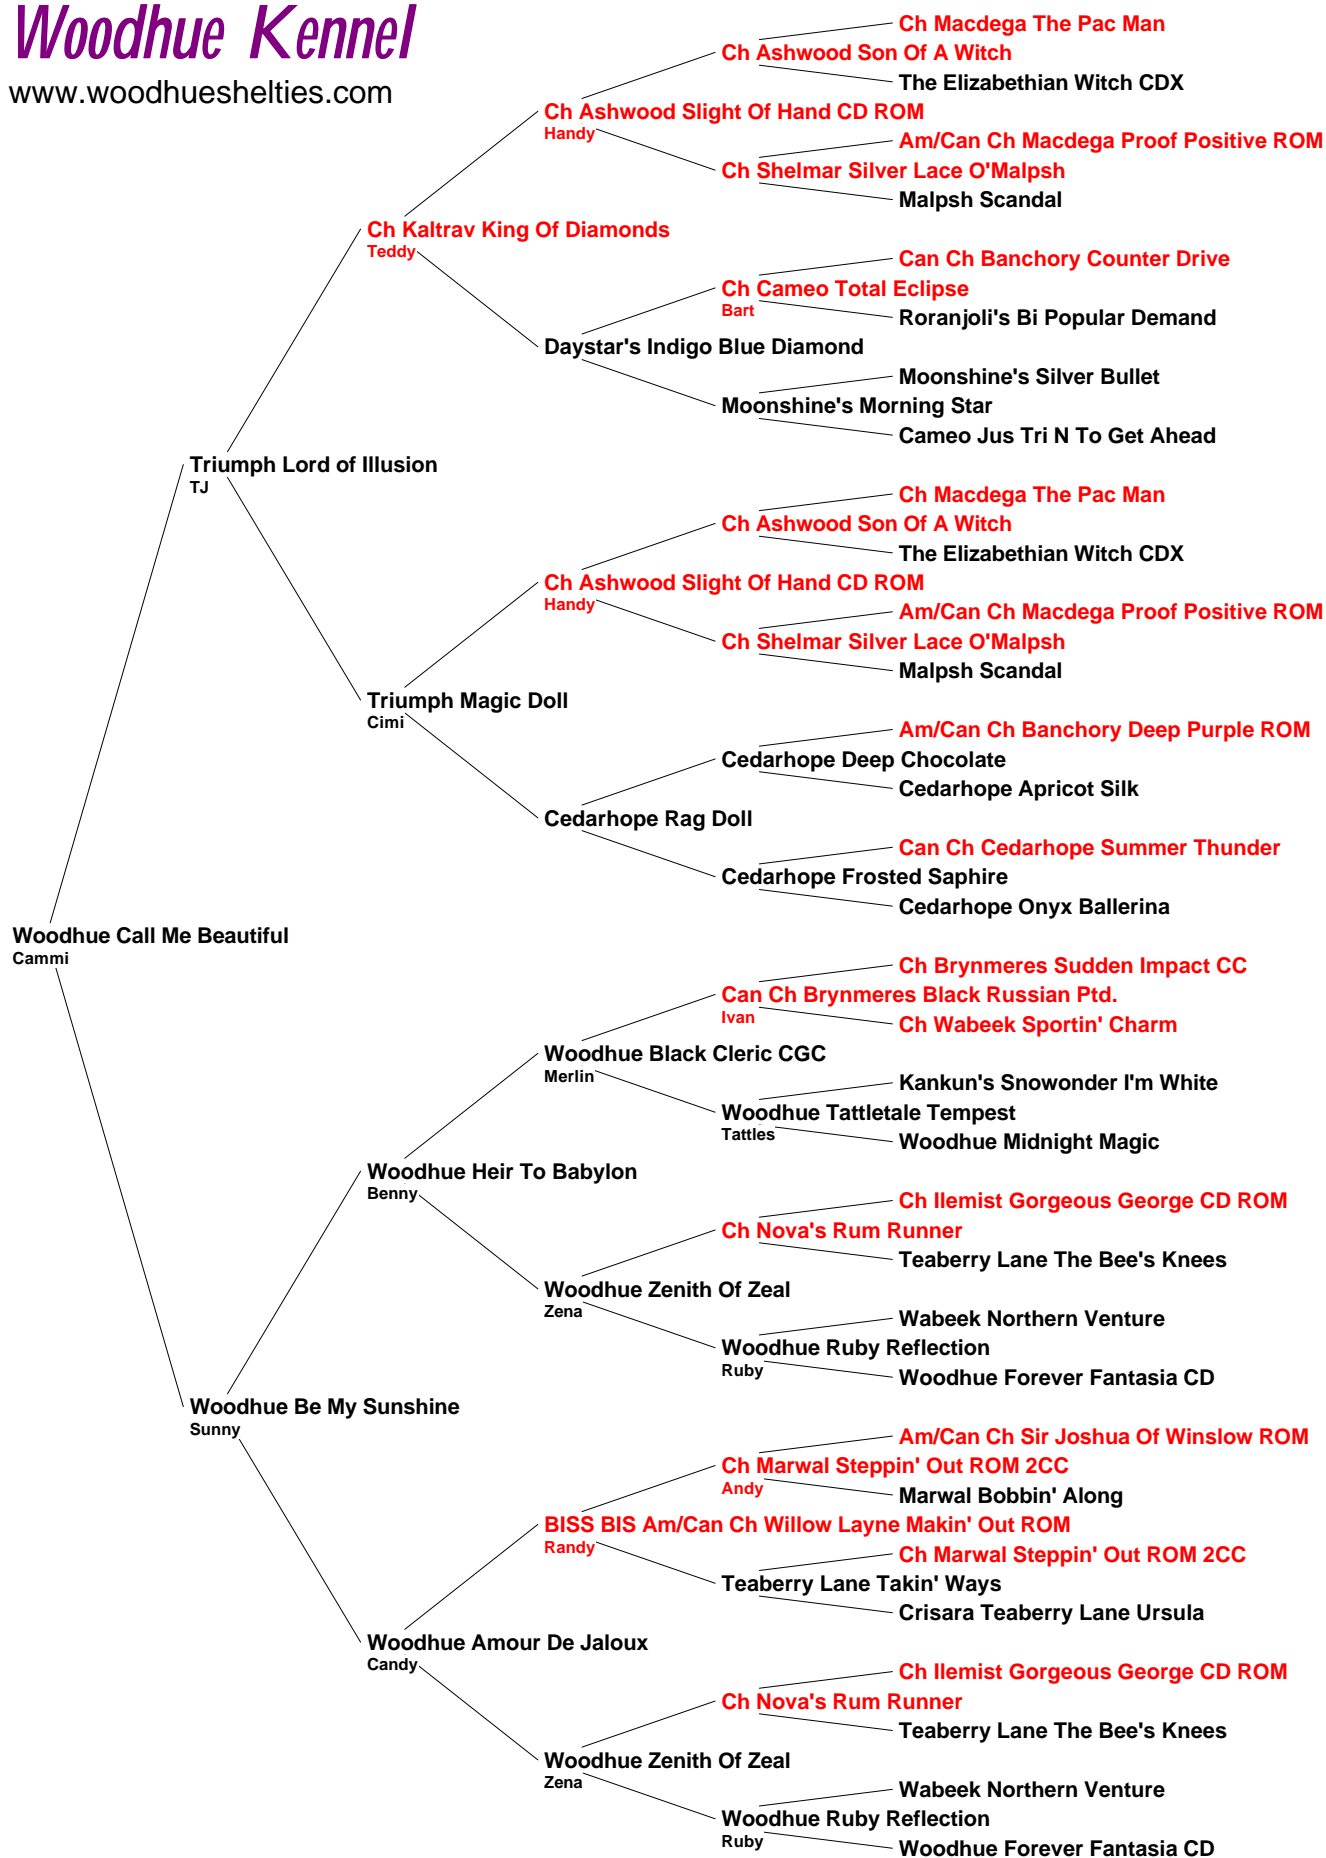 Woodhue Kennel
www.woodhueshelties.com
Ch Macdega The Pac Man
Ch Ashwood Son Of A Witch
The Elizabethian Witch CDX
Ch Ashwood Slight Of Hand CD ROM
Handy
Am/Can Ch Macdega Proof Positive ROM
Ch Shelmar Silver Lace O'Malpsh
Malpsh Scandal
Ch Kaltrav King Of Diamonds
Teddy
Can Ch Banchory Counter Drive
Ch Cameo Total Eclipse
Bart
Roranjoli's Bi Popular Demand
Daystar's Indigo Blue Diamond
Moonshine's Silver Bullet
Moonshine's Morning Star
Cameo Jus Tri N To Get Ahead
Triumph Lord of Illusion
TJ
Ch Macdega The Pac Man
Ch Ashwood Son Of A Witch
The Elizabethian Witch CDX
Ch Ashwood Slight Of Hand CD ROM
Handy
Am/Can Ch Macdega Proof Positive ROM
Ch Shelmar Silver Lace O'Malpsh
Malpsh Scandal
Triumph Magic Doll
Cimi
Am/Can Ch Banchory Deep Purple ROM
Cedarhope Deep Chocolate
Cedarhope Apricot Silk
Cedarhope Rag Doll
Can Ch Cedarhope Summer Thunder
Cedarhope Frosted Saphire
Cedarhope Onyx Ballerina
Woodhue Call Me Beautiful
Cammi
Ch Brynmeres Sudden Impact CC
Can Ch Brynmeres Black Russian Ptd.
Ivan
Ch Wabeek Sportin' Charm
Woodhue Black Cleric CGC
Merlin
Kankun's Snowonder I'm White
Woodhue Tattletale Tempest
Tattles
Woodhue Midnight Magic
Woodhue Heir To Babylon
Benny
Ch Ilemist Gorgeous George CD ROM
Ch Nova's Rum Runner
Teaberry Lane The Bee's Knees
Woodhue Zenith Of Zeal
Zena
Wabeek Northern Venture
Woodhue Ruby Reflection
Ruby
Woodhue Forever Fantasia CD
Woodhue Be My Sunshine
Sunny
Am/Can Ch Sir Joshua Of Winslow ROM
Ch Marwal Steppin' Out ROM 2CC
Andy
Marwal Bobbin' Along
BISS BIS Am/Can Ch Willow Layne Makin' Out ROM
Randy
Ch Marwal Steppin' Out ROM 2CC
Teaberry Lane Takin' Ways
Crisara Teaberry Lane Ursula
Woodhue Amour De Jaloux
Candy
Ch Ilemist Gorgeous George CD ROM
Ch Nova's Rum Runner
Teaberry Lane The Bee's Knees
Woodhue Zenith Of Zeal
Zena
Wabeek Northern Venture
Woodhue Ruby Reflection
Ruby
Woodhue Forever Fantasia CD